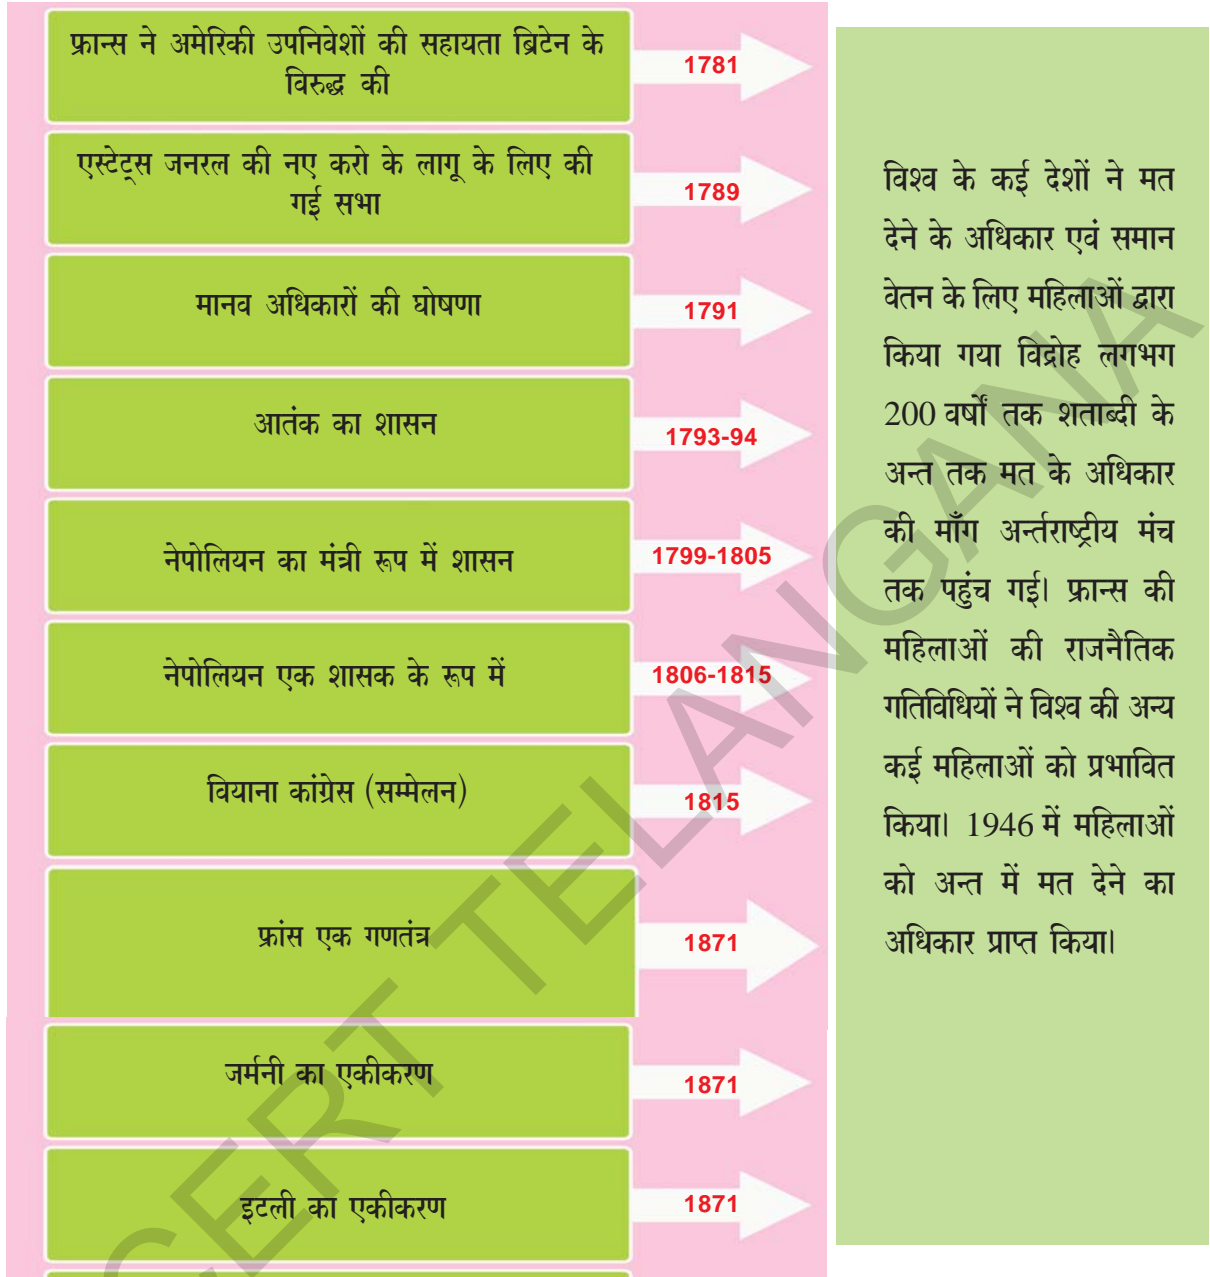 फ्रान्स ने अमेरिकी उपनिवेशों की सहायता ब्रिटेन के
विरुद्ध की
1781
एस्टेट्स जनरल की नए करो के लागू के लिए की
गई सभा
1789
मानव अधिकारों की घोषणा
1791
आतंक का शासन
1793-94
नेपोलियन का मंत्री रूप में शासन
1799-1805
नेपोलियन एक शासक के रूप में
1806-1815
वियाना कांग्रेस (सम्मेलन)
1815
फ्रांस एक गणतंत्र
1871
जर्मनी का एकीकरण
1871
इटली का एकीकरण
1871
विश्व के कई देशों ने मत
देने के अधिकार एवं समान
वेतन के लिए महिलाओं द्वारा
किया गया विद्रोह लगभग
200 वर्षों तक शताब्दी के
अन्त तक मत के अधिकार
की माँग अर्न्तराष्ट्रीय मंच
तक पहुंच गई। फ्रान्स की
महिलाओं की राजनैतिक
गतिविधियों ने विश्व की अन्य
कई महिलाओं को प्रभावित
किया। 1946 में महिलाओं
को अन्त में मत देने का
अधिकार प्राप्त किया।
CERT TELANGANA